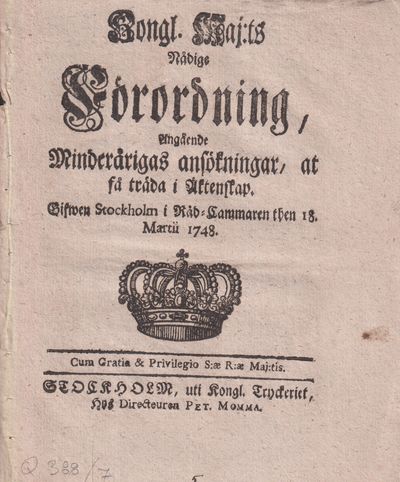 Kongl. Maj:ts
Nådige
Förordning,
Angående
Minderårigas ansökningar, at
få träda i Äktenskap.
Gifwen Stockholm i Råd-Cammaren then 18.
Martii 1748.
Cum Gratia & Privilegio S:æ R:æ Maj:tis.
STOCKHOLM, uti Kongl. Tryckeriet,
Hos Directeuren PET. MOMMA.
Q 388/7